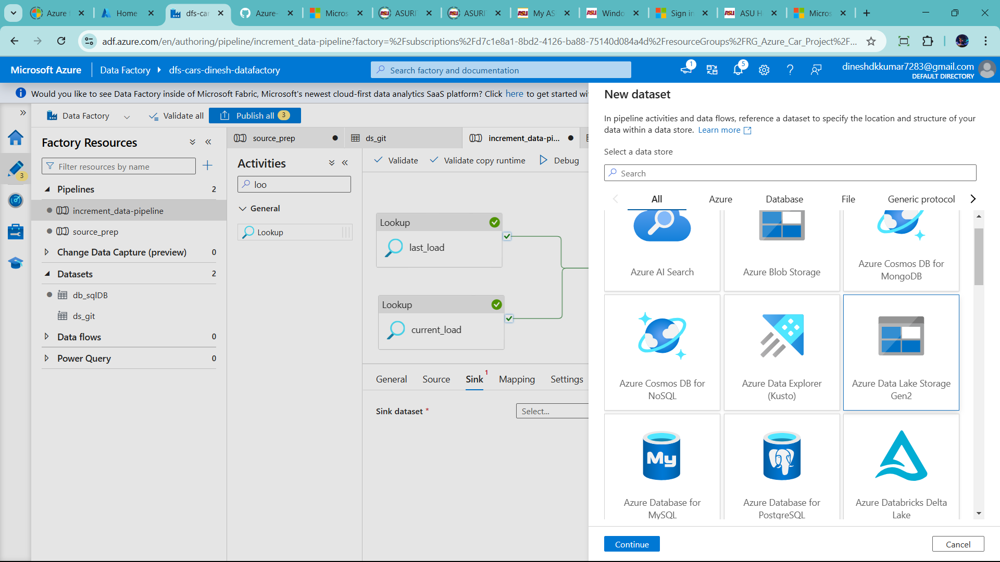 Azure
Home
dfs-car
Azure-
Micros
ASURI
ASURI
My AS
Windo
Sign in
ASU H
Micros
adf.azure.com/en/authoring/pipeline/increment_data-pipeline?factory=%2Fsubscriptions%2Fd7c1e8a1-8bd2-4126-ba88-75140d084a4d%2FresourceGroups%2FRG_Azure_Car_Project%2F...
Microsoft Azure
Data Factory
dfs-cars-dinesh-datafactory
Search factory and documentation
1
5
dineshdkkumar7283@gmail.com
DEFAULT DIRECTORY
Would you like to see Data Factory inside of Microsoft Fabric, Microsoft's newest cloud-first data analytics SaaS platform? Click here to get started wi
Data Factory
Validate all
Publish all 3
3
Factory Resources
Filter resources by name
Pipelines 2
increment_data-pipeline
source_prep
Change Data Capture (preview) 0
Datasets 2
db_sqlDB
ds_git
Data flows 0
Power Query 0
source_prep
ds_git
increment_data-pi...
Activities
loo
General
Lookup
Validate
Validate copy runtime
Debug
Lookup
last_load
Lookup
current_load
General
Source
Sink 1
Mapping
Settings
Sink dataset *
Select...
New dataset
In pipeline activities and data flows, reference a dataset to specify the location and structure of your
data within a data store. Learn more
Select a data store
Search
All
Azure
Database
File
Generic protocol
Azure AI Search
Azure Blob Storage
Azure Cosmos DB for
MongoDB
Azure Cosmos DB for
NoSQL
Azure Data Explorer
(Kusto)
Azure Data Lake Storage
Gen2
My
Azure Database for
MySQL
Azure Database for
PostgreSQL
Azure Databricks Delta
Lake
Continue
Cancel